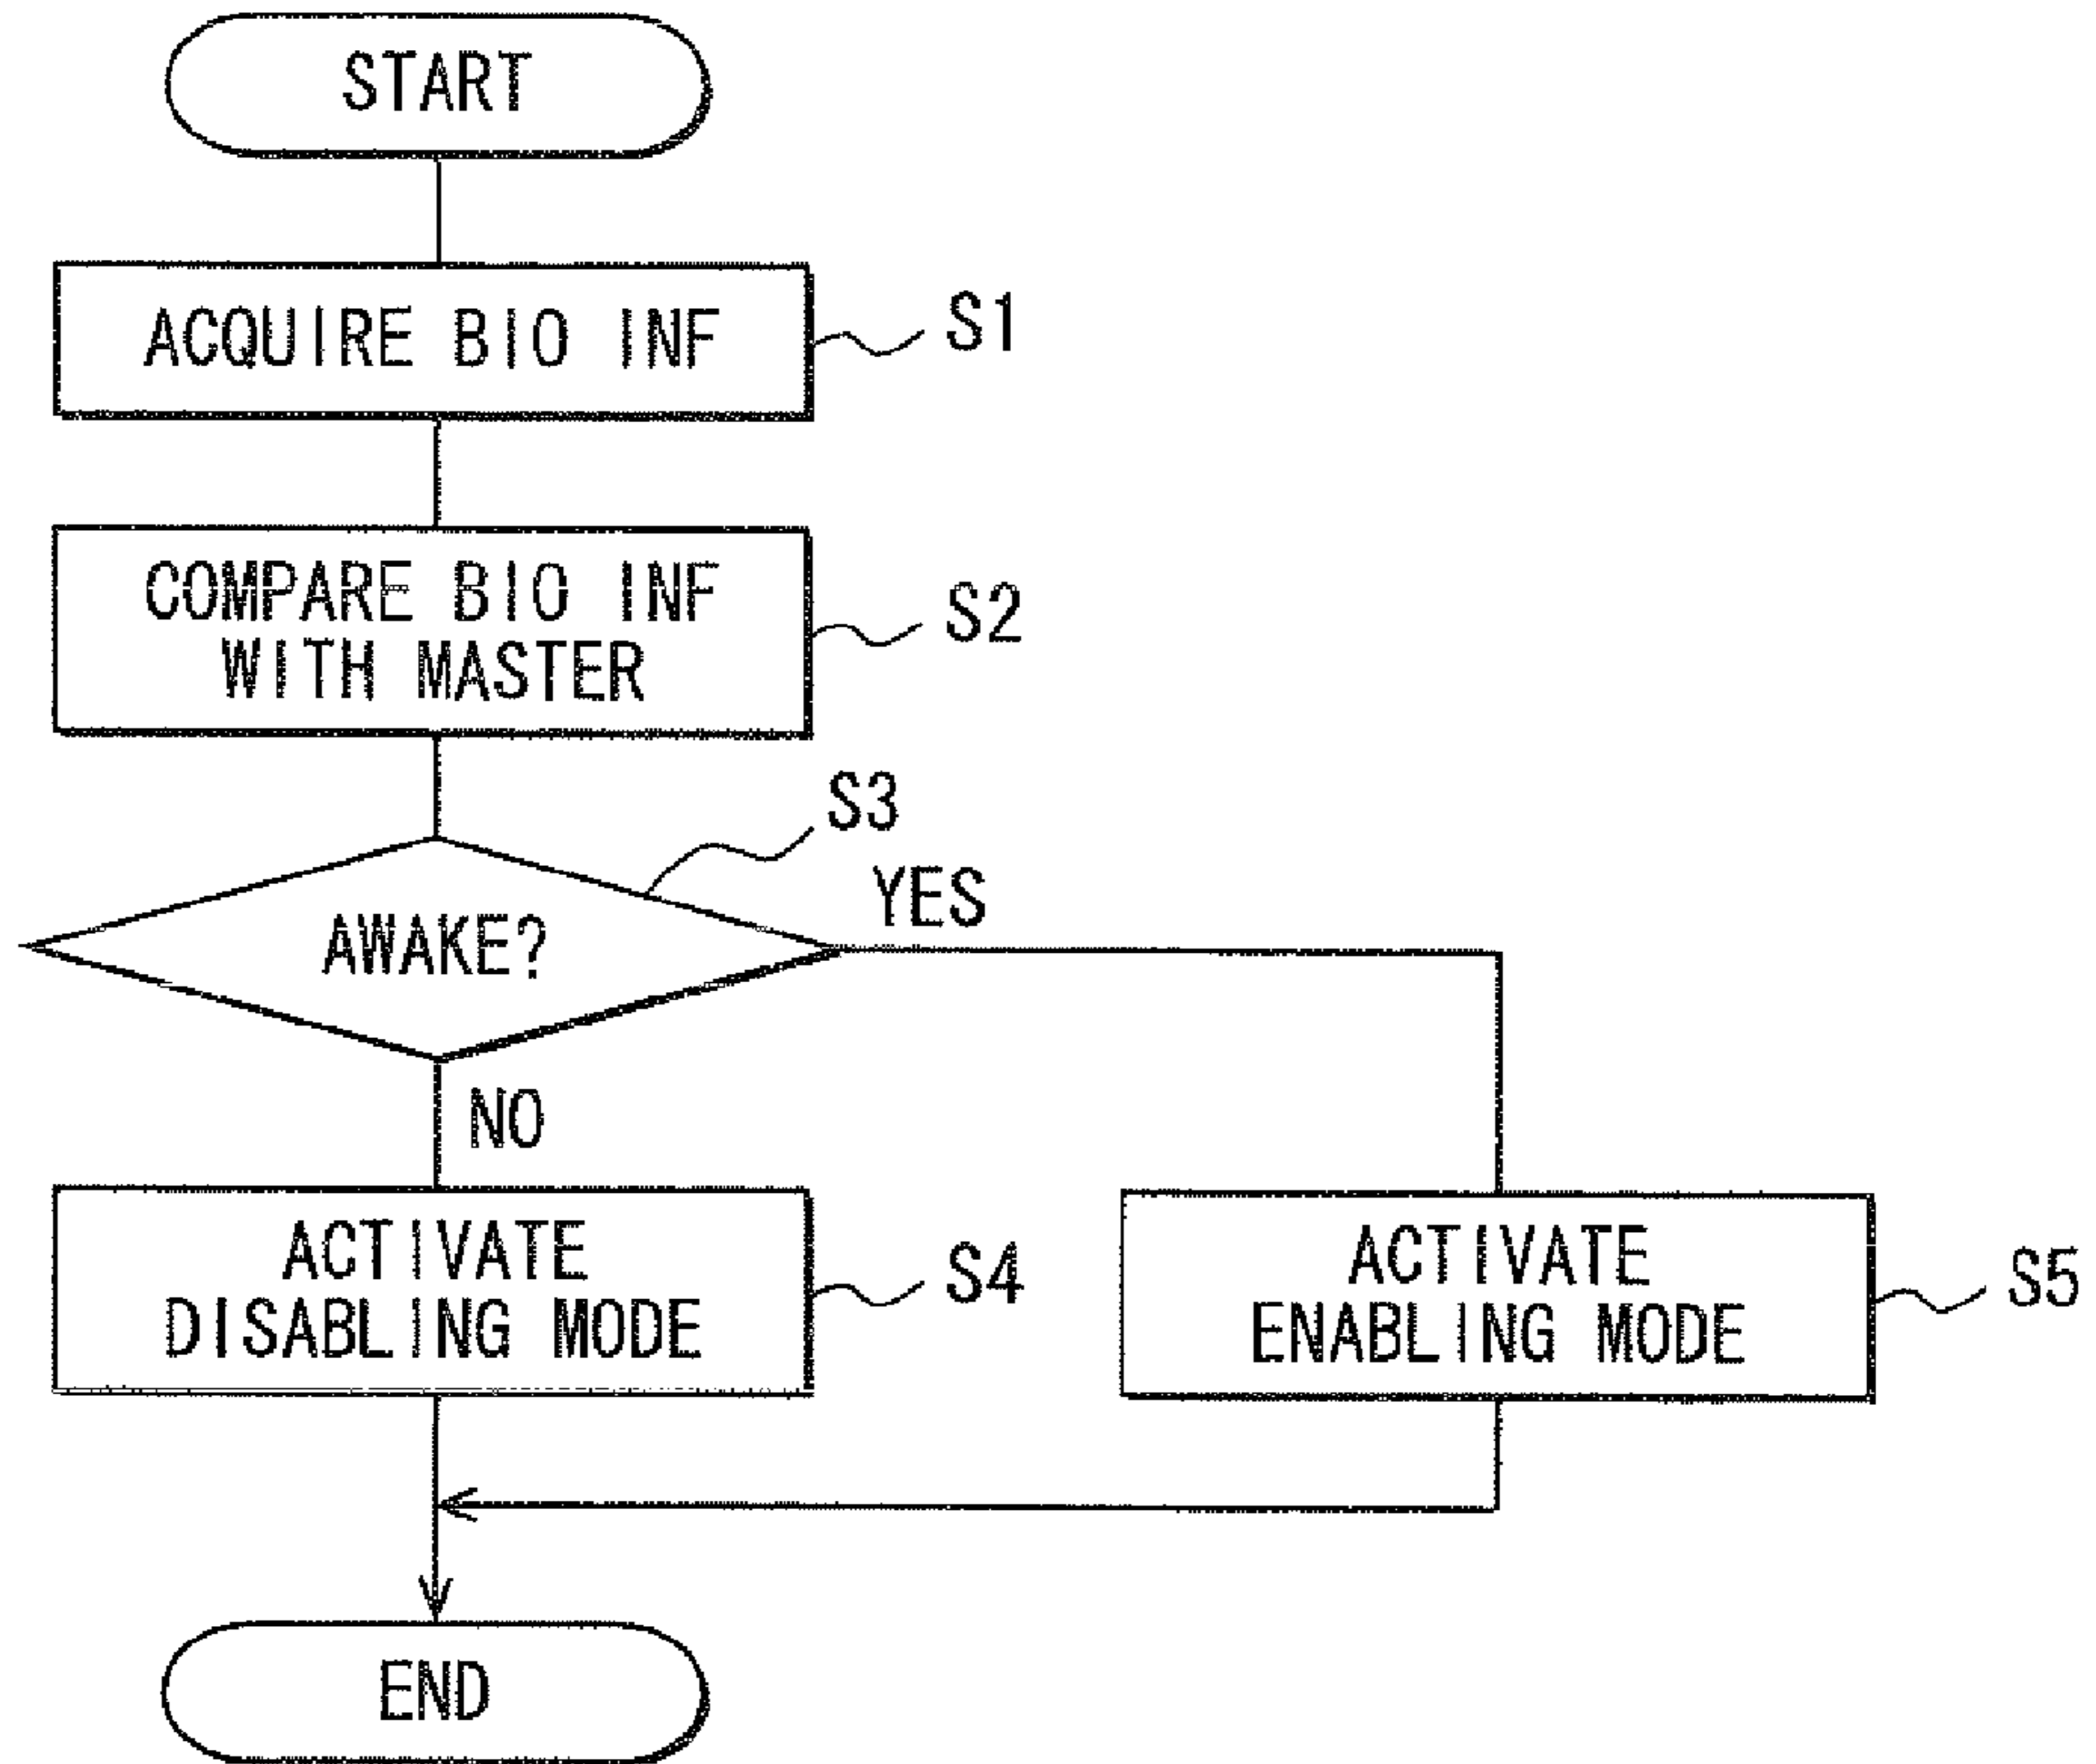 START
ACQUIRE BIO INF
S1
COMPARE BIO INF
WITH MASTER
S2
S3
AWAKE?
YES
NO
ACTIVATE
DISABLING MODE
S4
ACTIVATE
ENABLING MODE
S5
END